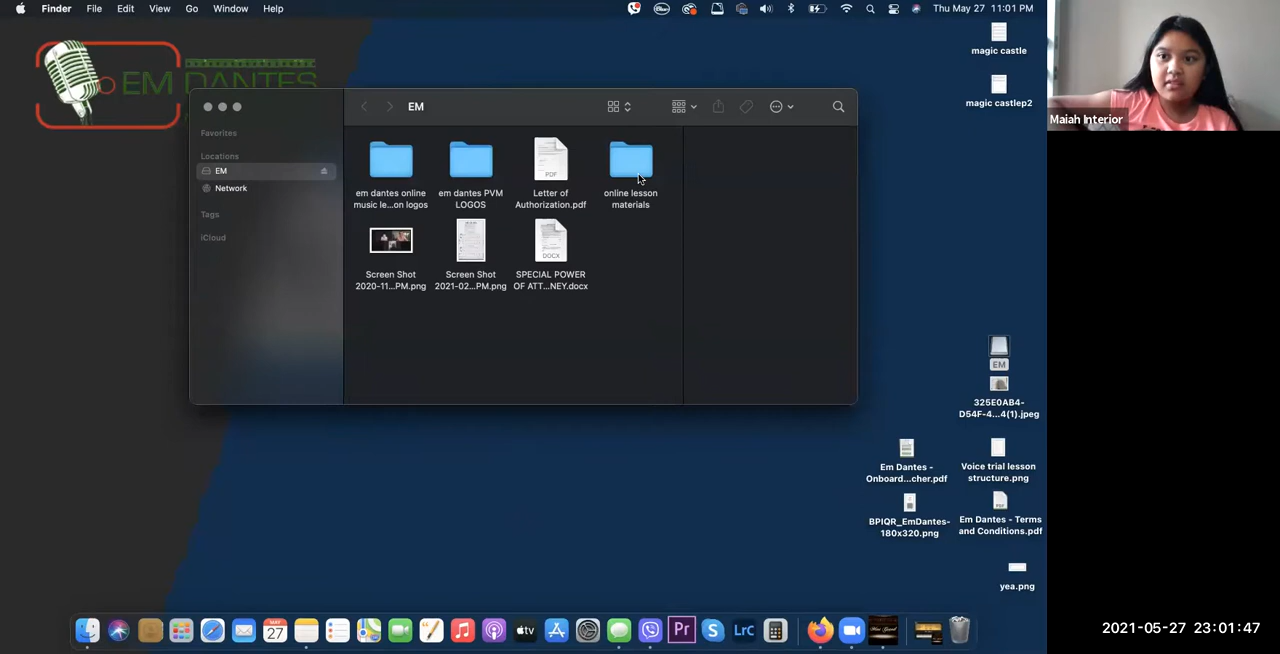 Finder File Edit View Go Window Help
Thu May 27 11:01 PM
EM DANTES
EM
Favorites
Locations
EM
Network
Tags
iCloud
em dantes online
music le...on logos
em dantes PVM
LOGOS
PDF
Letter of
Authorization.pdf
online lesson
materials
Screen Shot
2020-11...PM.png
Screen Shot
2021-02...PM.png
DOCX
SPECIAL POWER
OF ATT...NEY.docx
magic castle
magic castlep2
EM
325E0AB4-
D54F-4...4(1).jpeg
Em Dantes -
Onboard...cher.pdf
Voice trial lesson
structure.png
BPIQR_EmDantes-
180x320.png
Em Dantes - Terms
and Conditions.pdf
yea.png
MAY
27
tv
Pr
LrC
Maiah Interior
2021-05-27 23:01:47